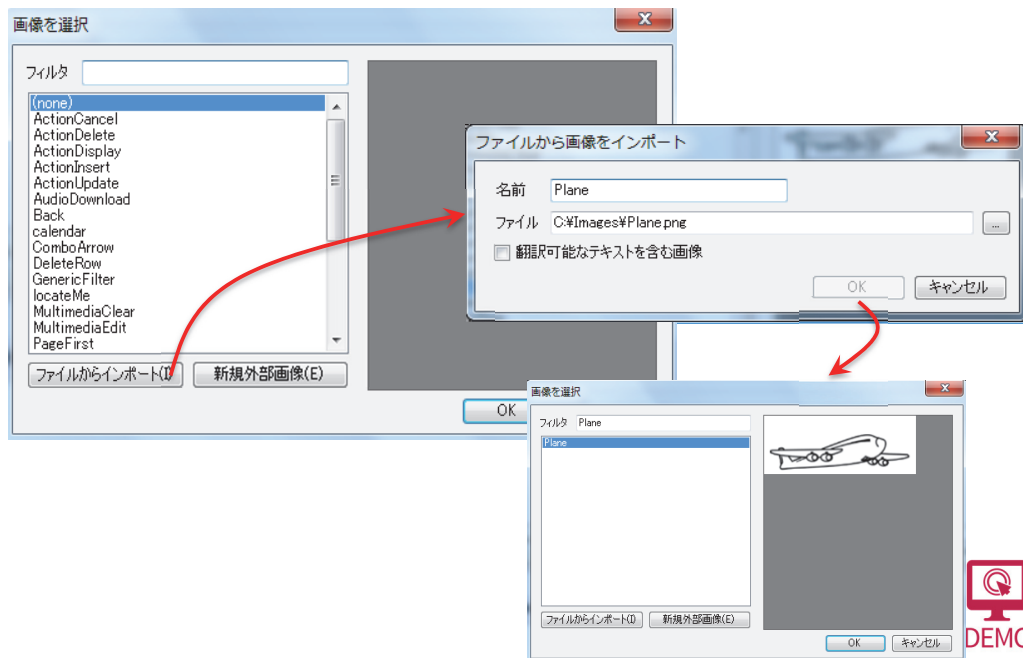 画像を選択
フィルタ
(none)
ActionCancel
ActionDelete
ActionDisplay
ActionInsert
ActionUpdate
AudioDownload
Back
calendar
ComboArrow
DeleteRow
GenericFilter
locateMe
MultimediaClear
MultimediaEdit
PageFirst
ファイルからインポート(I)
新規外部画像(E)
OK
ファイルから画像をインポート
名前 Plane
ファイル C:¥Images¥Plane.png
...
翻訳可能なテキストを含む画像
OK キャンセル
画像を選択
フィルタ Plane
Plane
ファイルからインポート(I) 新規外部画像(E)
OK キャンセル
DEMO